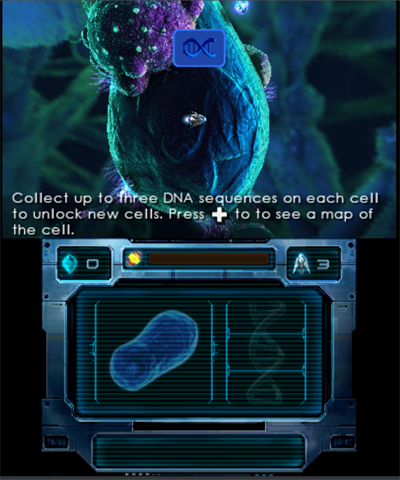 Collect up to three DNA sequences on each cell
to unlock new cells. Press to to see a map of
the cell.
0
3